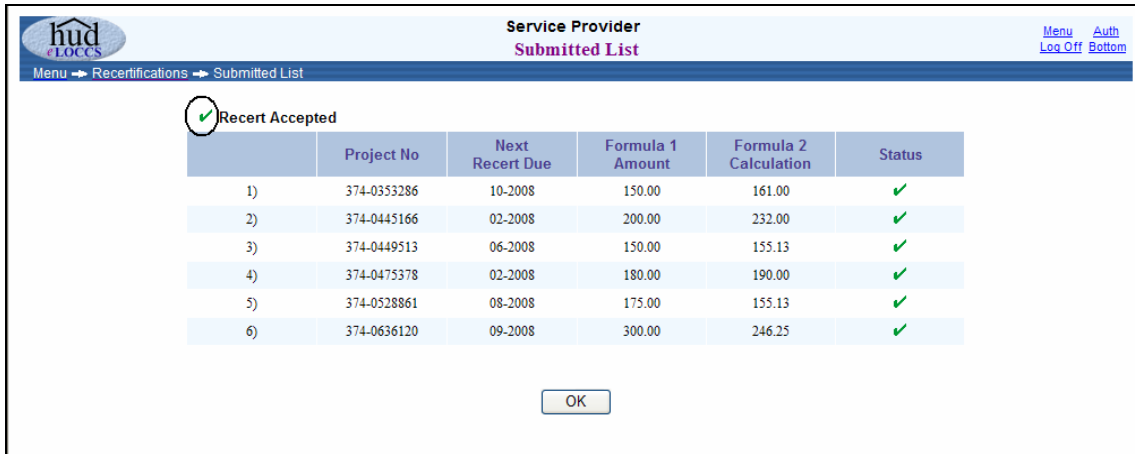 hud
eLOCCS
Service Provider
Submitted List
Menu Auth
Log Off Bottom
Menu Recertifications Submitted List
Recert Accepted
Project No Next Recert Due Formula 1 Amount Formula 2 Calculation Status
1) 374-0353286 10-2008 150.00 161.00 ✔
2) 374-0445166 02-2008 200.00 232.00 ✔
3) 374-0449513 06-2008 150.00 155.13 ✔
4) 374-0475378 02-2008 180.00 190.00 ✔
5) 374-0528861 08-2008 175.00 155.13 ✔
6) 374-0636120 09-2008 300.00 246.25 ✔
OK